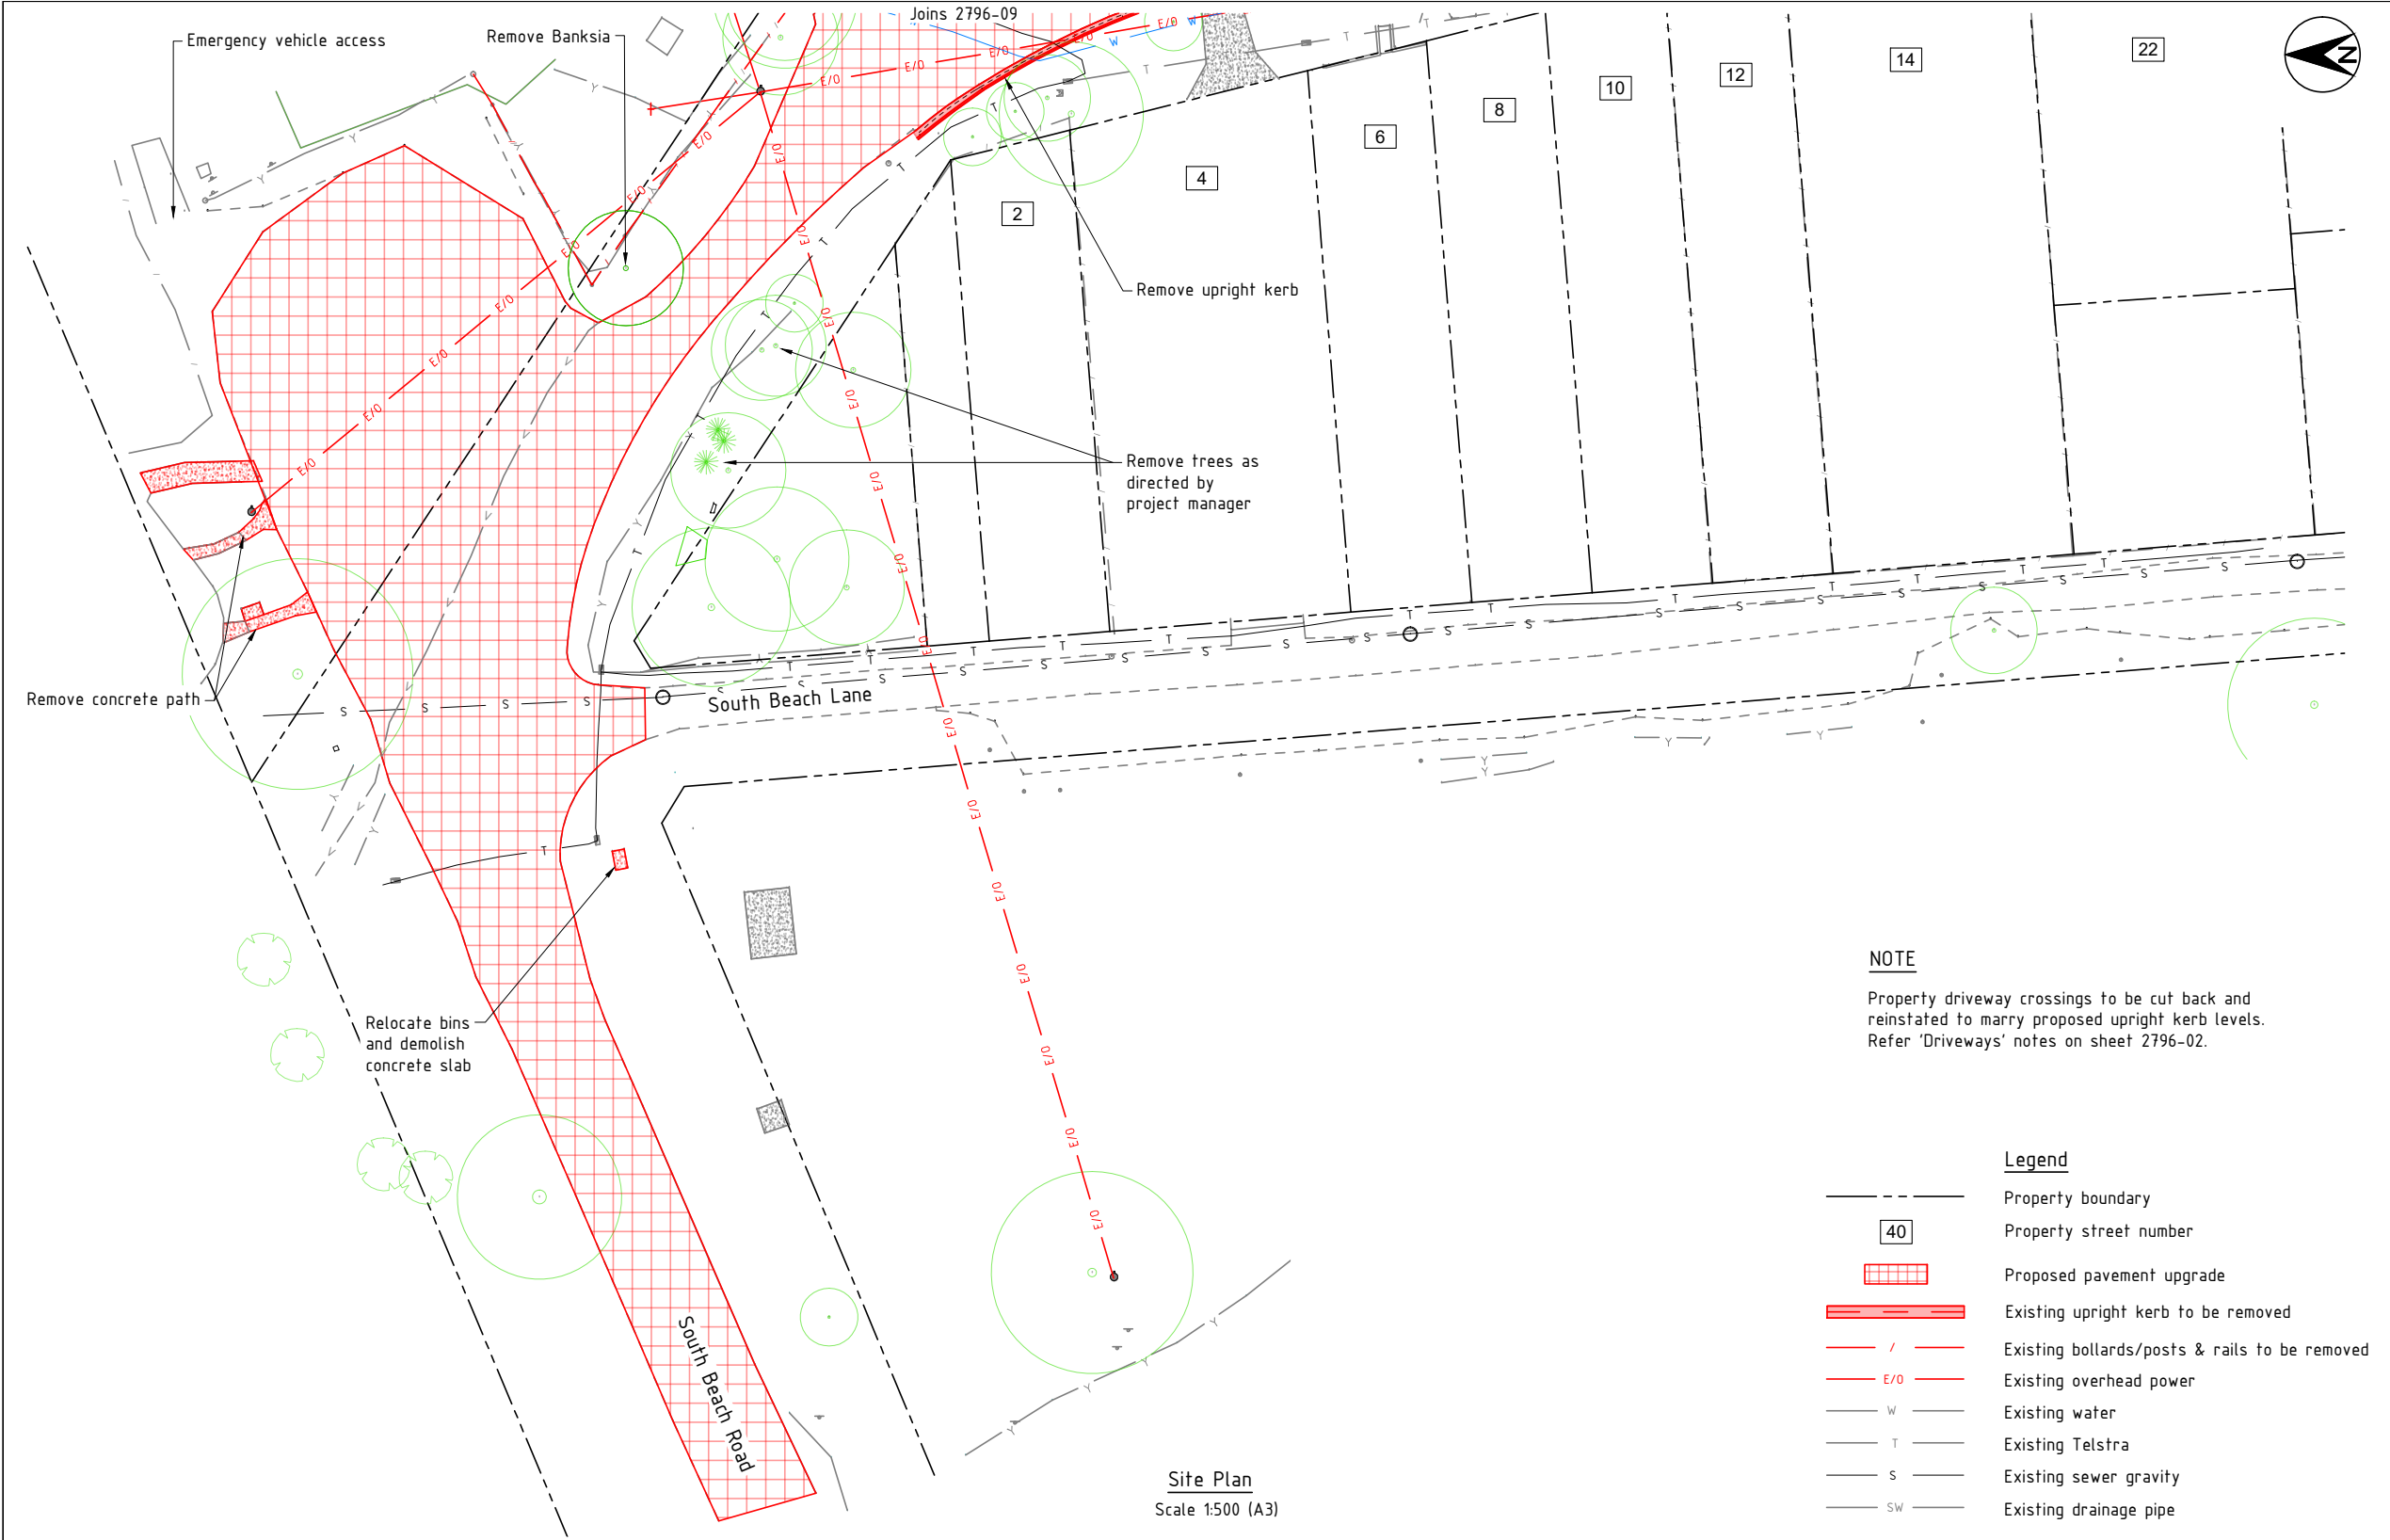 Joins 2796-09
Emergency vehicle access
Remove Banksia
N
22
14
12
10
8
6
4
2
Remove upright kerb
Remove trees as
directed by
project manager
Remove concrete path
South Beach Lane
Relocate bins
and demolish
concrete slab
South Beach Road
NOTE
Property driveway crossings to be cut back and
reinstated to marry proposed upright kerb levels.
Refer 'Driveways' notes on sheet 2796-02.
Legend
Property boundary
40 Property street number
Proposed pavement upgrade
Existing upright kerb to be removed
/ Existing bollards/posts & rails to be removed
E/O Existing overhead power
W Existing water
T Existing Telstra
S Existing sewer gravity
SW Existing drainage pipe
Site Plan
Scale 1:500 (A3)